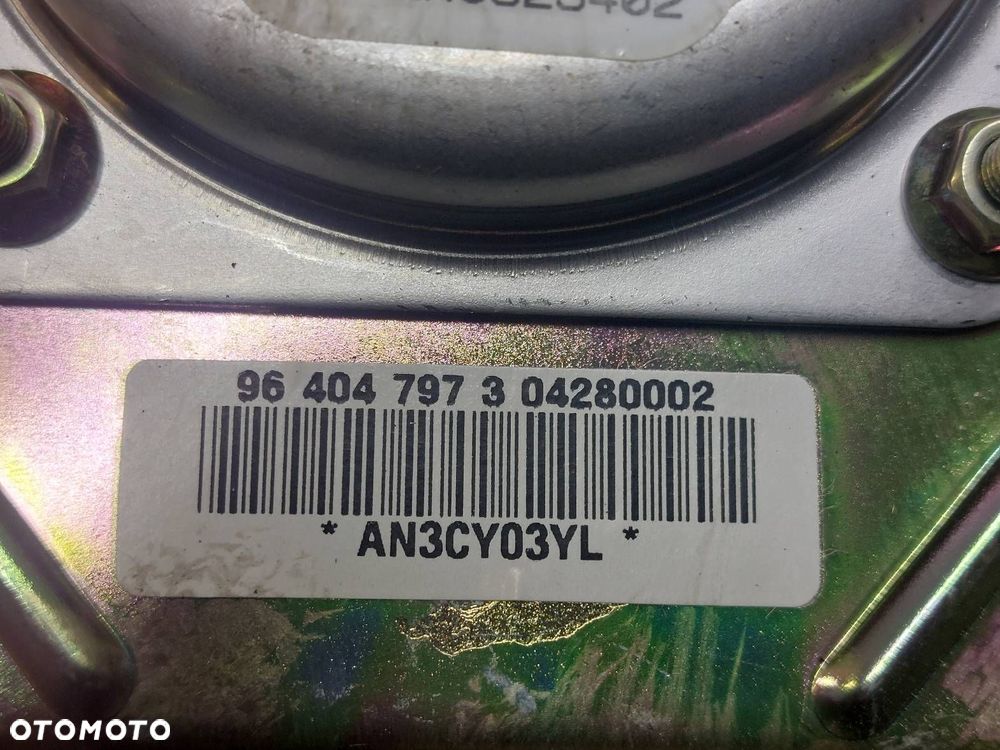 96 404 797 3 04280002
* AN3CY03YL *
OTOMOTO